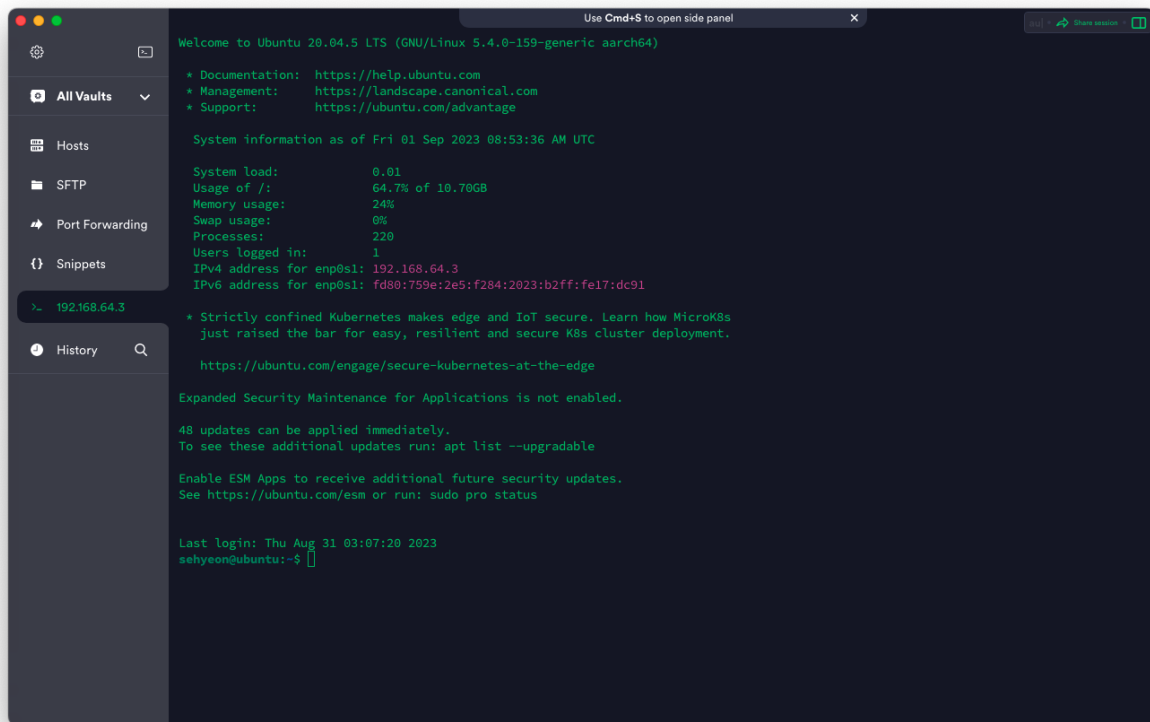 Use Cmd+S to open side panel
Share session
All Vaults
Hosts
SFTP
Port Forwarding
Snippets
192.168.64.3
History
Welcome to Ubuntu 20.04.5 LTS (GNU/Linux 5.4.0-159-generic aarch64)
* Documentation: https://help.ubuntu.com
* Management: https://landscape.canonical.com
* Support: https://ubuntu.com/advantage
System information as of Fri 01 Sep 2023 08:53:36 AM UTC
System load: 0.01
Usage of /: 64.7% of 10.70GB
Memory usage: 24%
Swap usage: 0%
Processes: 220
Users logged in: 1
IPv4 address for enp0s1: 192.168.64.3
IPv6 address for enp0s1: fd80:759e:2e5:f284:2023:b2ff:fe17:dc91
* Strictly confined Kubernetes makes edge and IoT secure. Learn how MicroK8s
just raised the bar for easy, resilient and secure K8s cluster deployment.
https://ubuntu.com/engage/secure-kubernetes-at-the-edge
Expanded Security Maintenance for Applications is not enabled.
48 updates can be applied immediately.
To see these additional updates run: apt list --upgradable
Enable ESM Apps to receive additional future security updates.
See https://ubuntu.com/esm or run: sudo pro status
Last login: Thu Aug 31 03:07:20 2023
sehyeon@ubuntu:~$